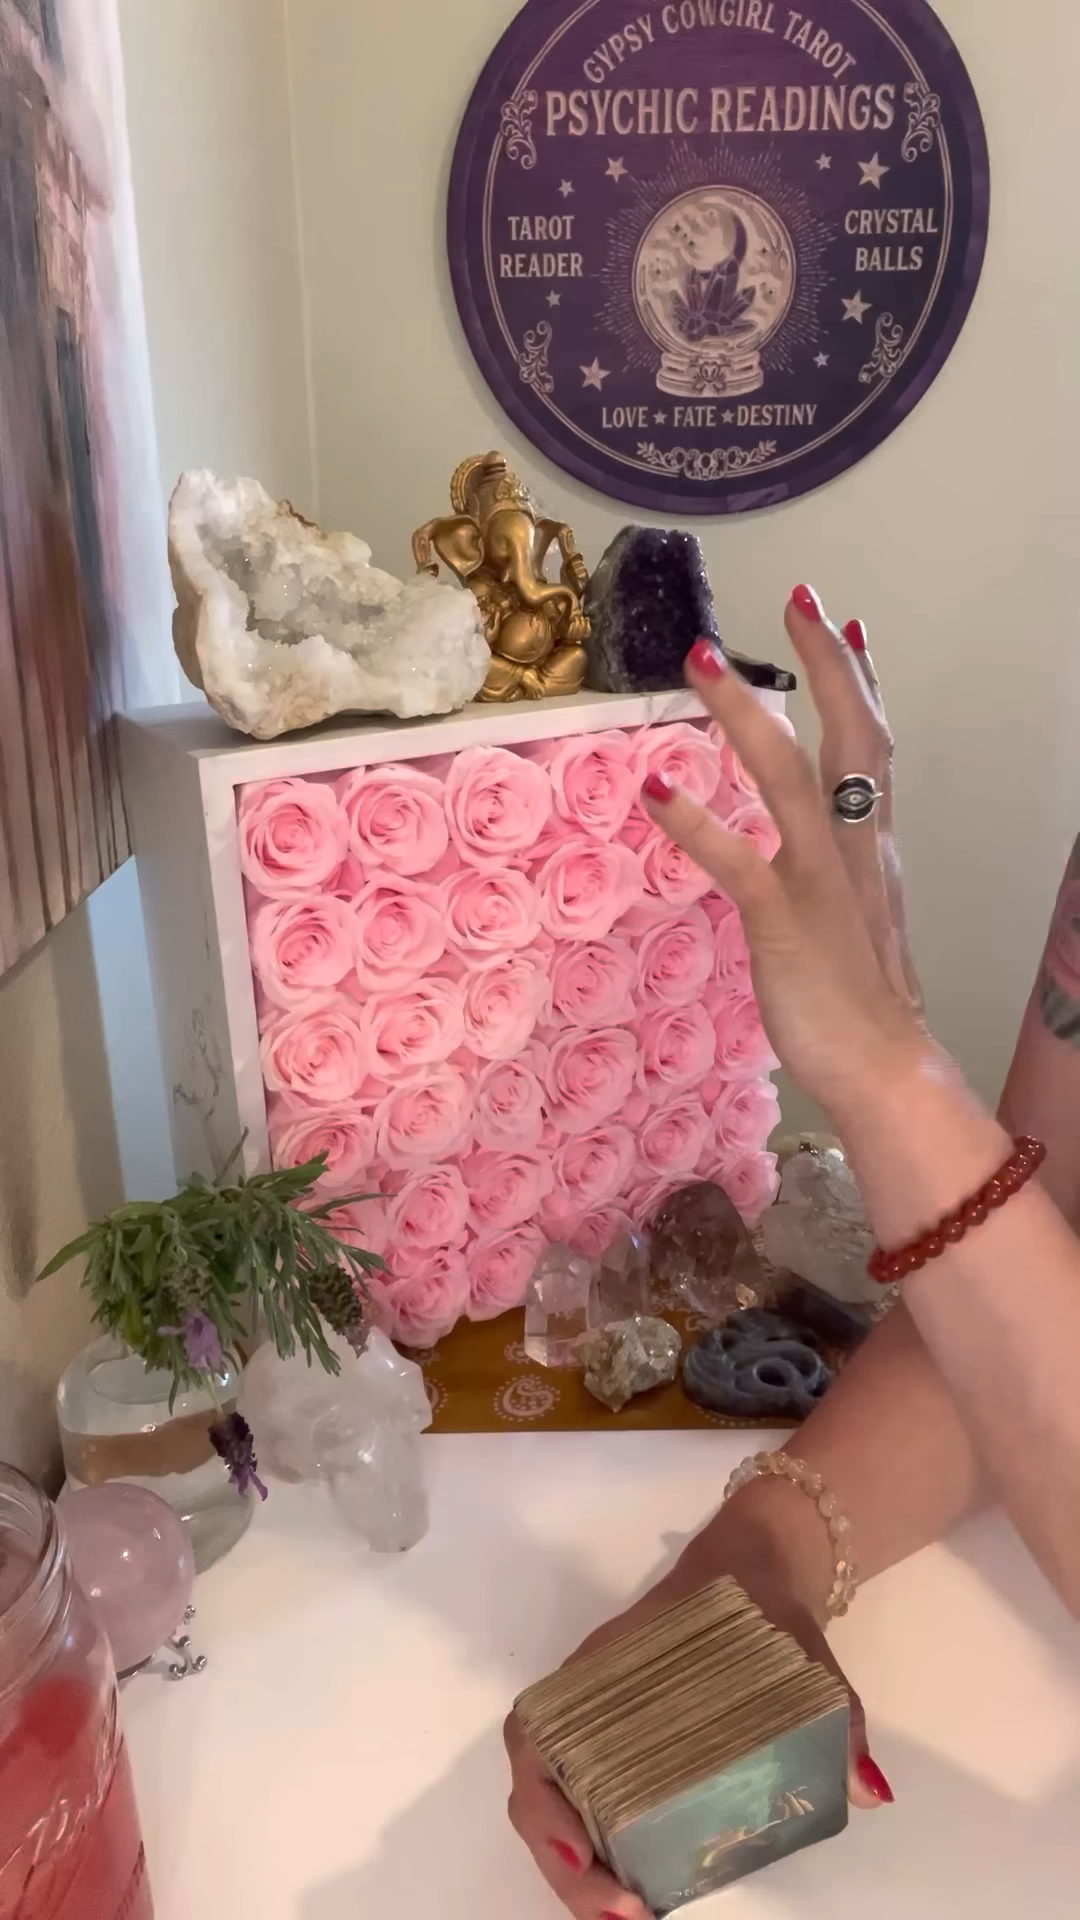 GYPSY COWGIRL TAROT
PSYCHIC READINGS
TAROT
READER
CRYSTAL
BALLS
LOVE ★ FATE ★ DESTINY